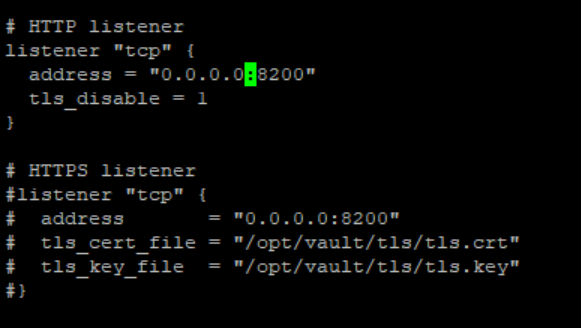 # HTTP listener
listener "tcp" {
  address = "0.0.0.0:8200"
  tls_disable = 1
}

# HTTPS listener
#listener "tcp" {
#  address       = "0.0.0.0:8200"
#  tls_cert_file = "/opt/vault/tls/tls.crt"
#  tls_key_file  = "/opt/vault/tls/tls.key"
#}